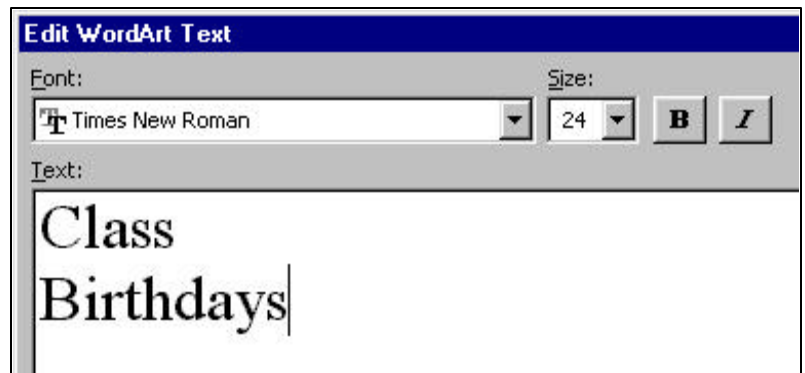 Edit WordArt Text
Font: Size:
Times New Roman 24 B I
Text:
Class
Birthdays